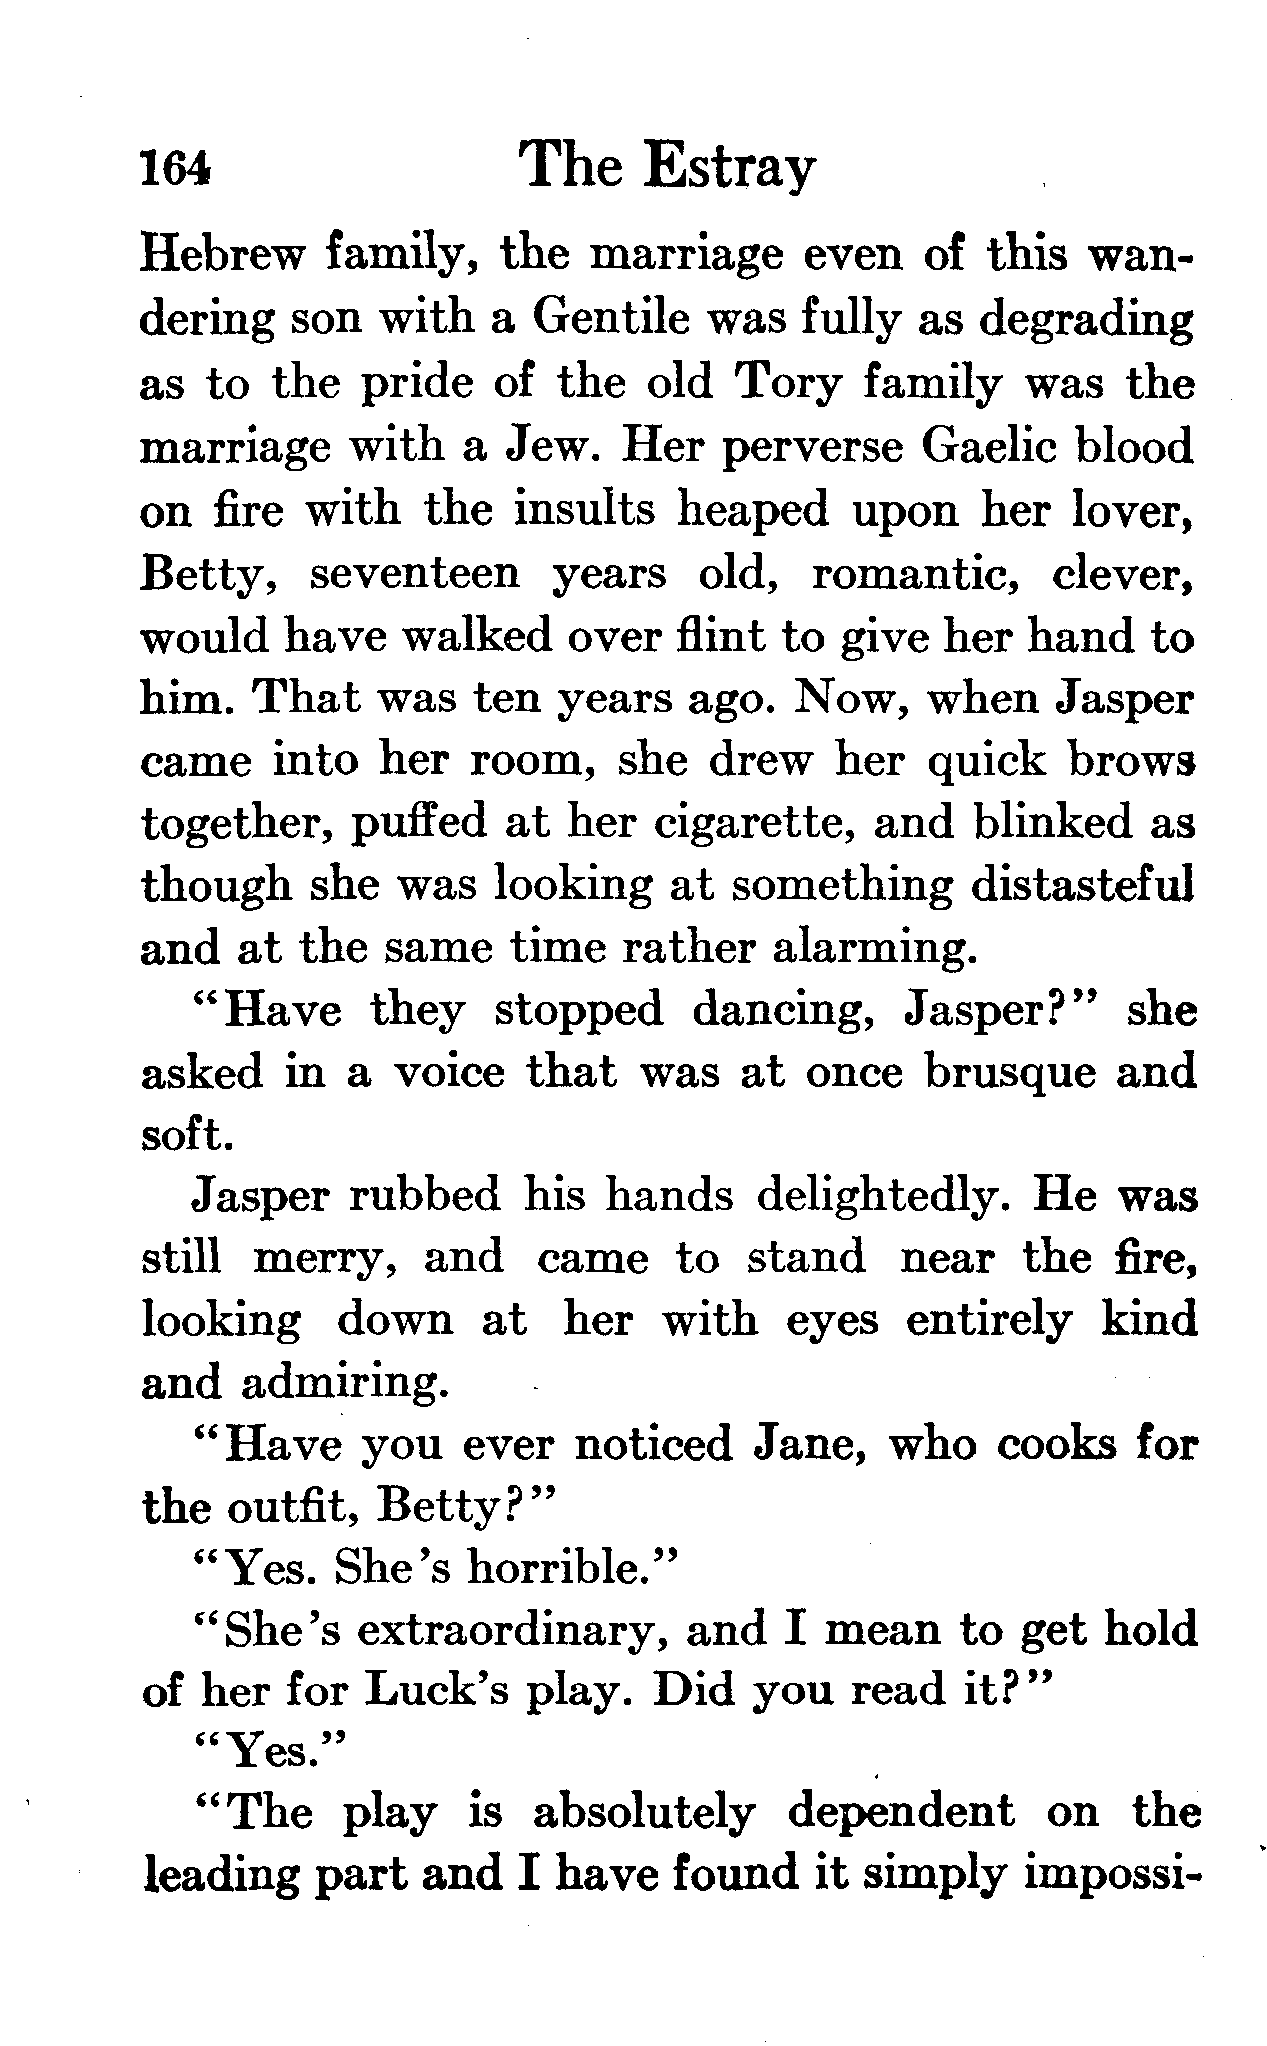 164 The Estray
Hebrew family, the marriage even of this wan-
dering son with a Gentile was fully as degrading
as to the pride of the old Tory family was the
marriage with a Jew. Her perverse Gaelic blood
on fire with the insults heaped upon her lover,
Betty, seventeen years old, romantic, clever,
would have walked over flint to give her hand to
him. That was ten years ago. Now, when Jasper
came into her room, she drew her quick brows
together, puffed at her cigarette, and blinked as
though she was looking at something distasteful
and at the same time rather alarming.
“Have they stopped dancing, Jasper?” she
asked in a voice that was at once brusque and
soft.
Jasper rubbed his hands delightedly. He was
still merry, and came to stand near the fire,
looking down at her with eyes entirely kind
and admiring.
“Have you ever noticed Jane, who cooks for
the outfit, Betty?”
“Yes. She's horrible.”
“She's extraordinary, and I mean to get hold
of her for Luck's play. Did you read it?”
“Yes.”
“The play is absolutely dependent on the
leading part and I have found it simply impossi-